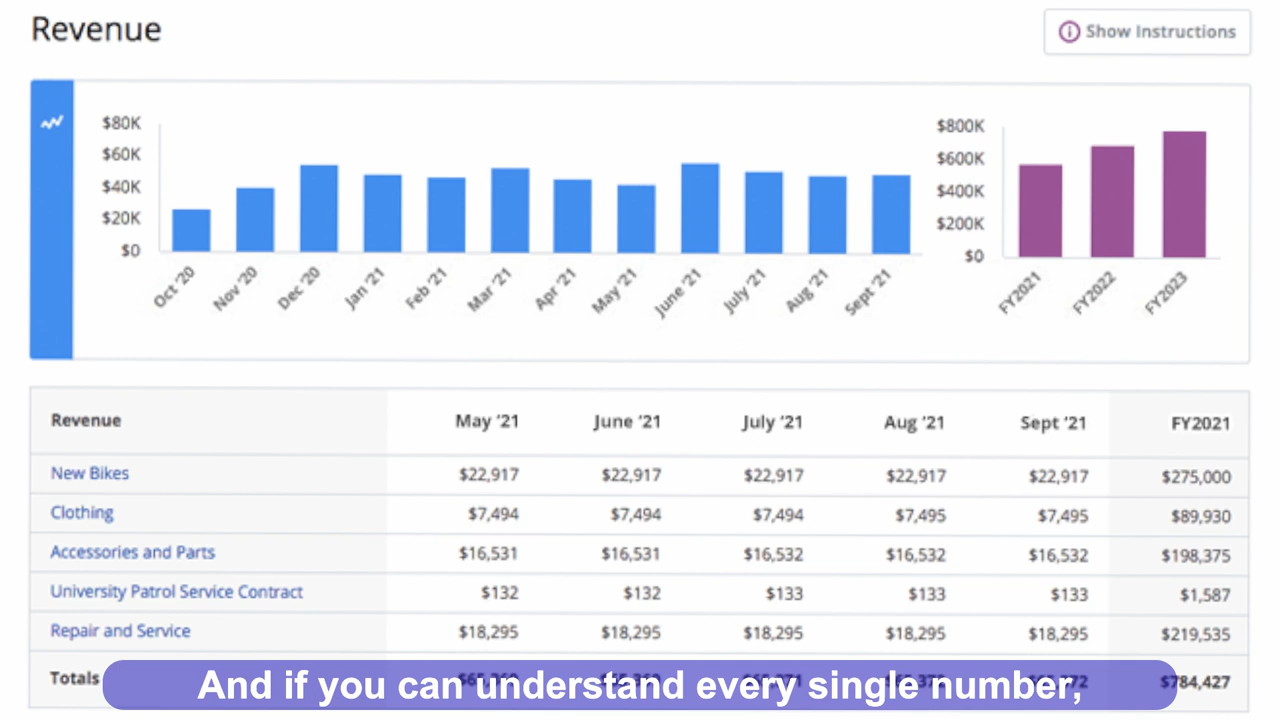 Revenue
Show Instructions
$80K
$60K
$40K
$20K
$0
Oct '20 Nov '20 Dec '20 Jan '21 Feb '21 Mar '21 Apr '21 May '21 June '21 July '21 Aug '21 Sept '21
$800K
$600K
$400K
$200K
$0
FY2021 FY2022 FY2023
Revenue May '21 June '21 July '21 Aug '21 Sept '21 FY2021
New Bikes $22,917 $22,917 $22,917 $22,917 $22,917 $275,000
Clothing $7,494 $7,494 $7,494 $7,495 $7,495 $89,930
Accessories and Parts $16,531 $16,531 $16,532 $16,532 $16,532 $198,375
University Patrol Service Contract $132 $132 $133 $133 $133 $1,587
Repair and Service $18,295 $18,295 $18,295 $18,295 $18,295 $219,535
Totals $784,427
And if you can understand every single number,